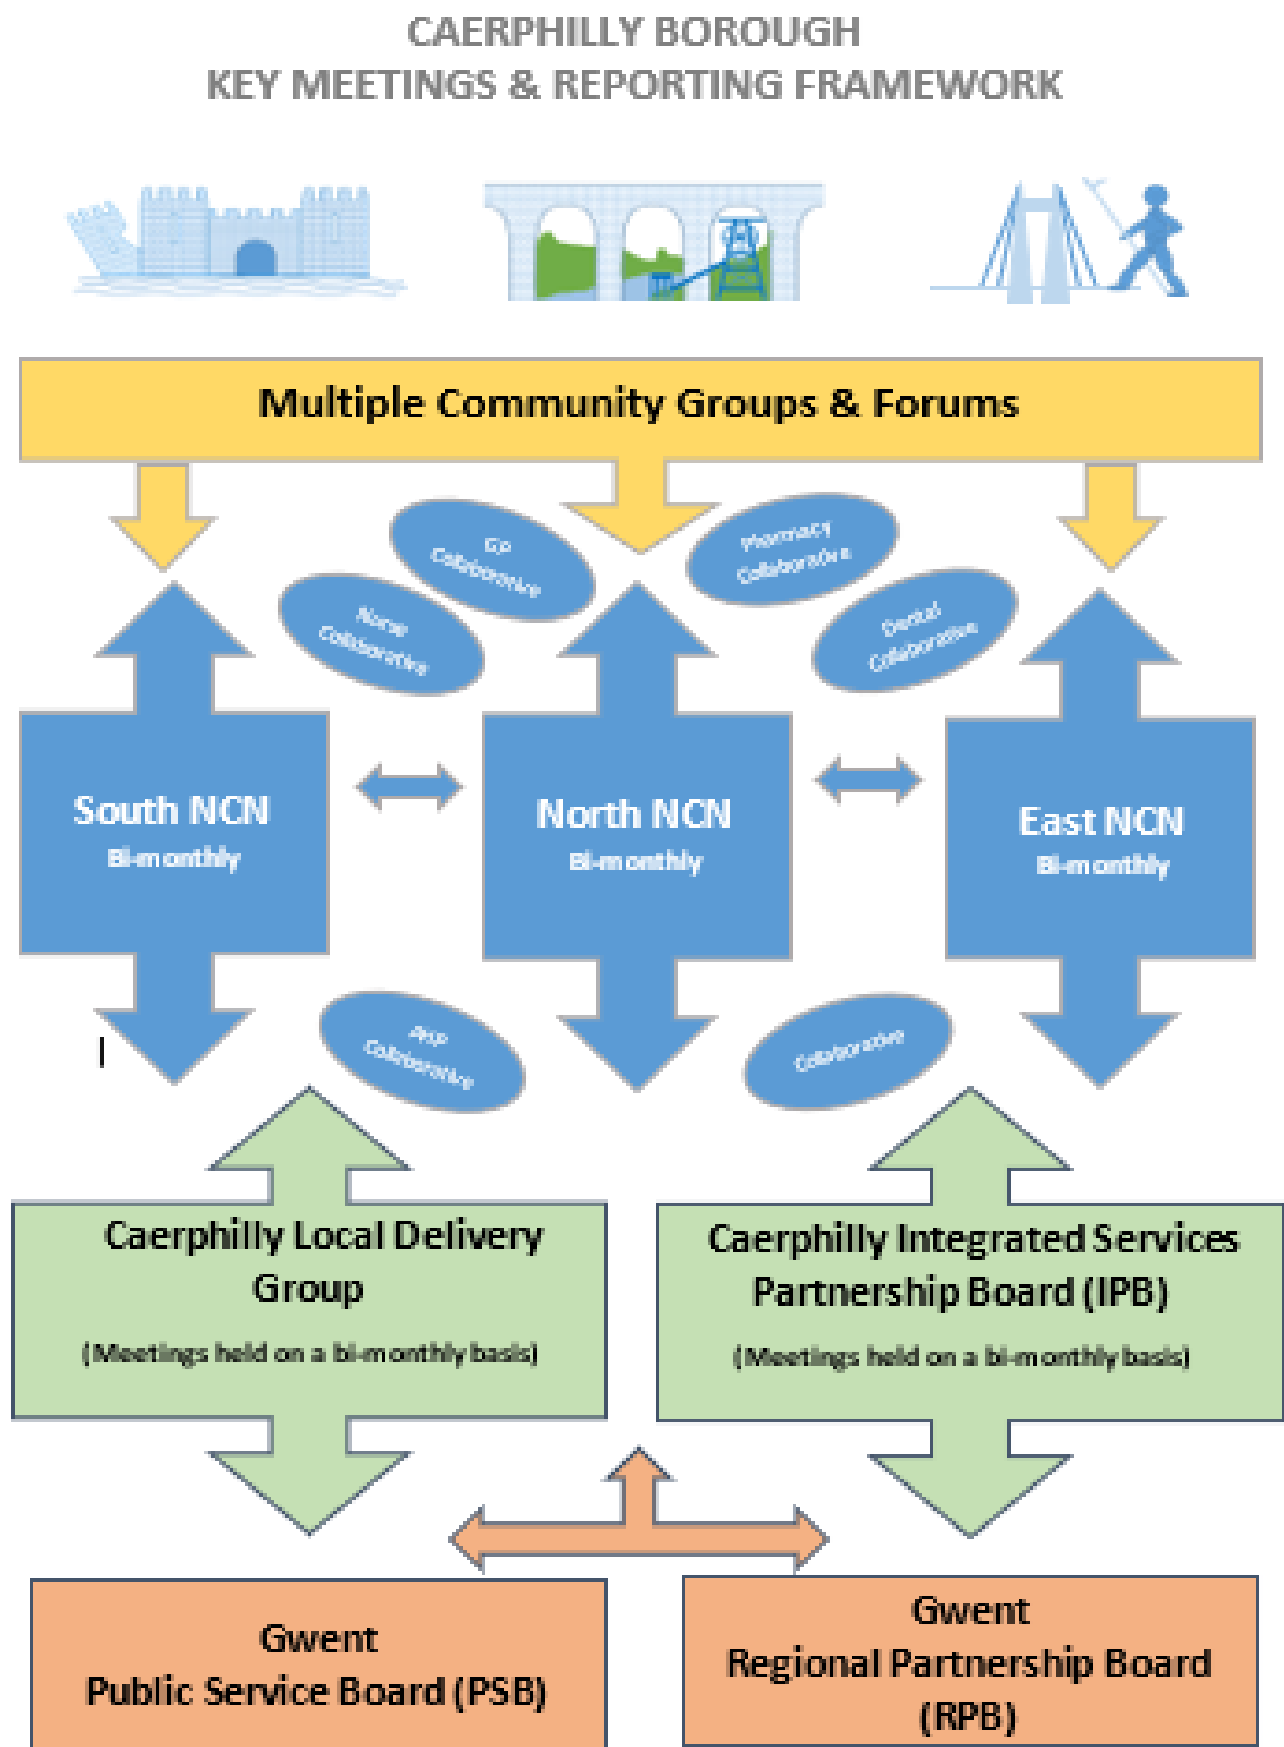 CAERPHILLY BOROUGH
KEY MEETINGS & REPORTING FRAMEWORK
Multiple Community Groups & Forums
GP
Collaborative
Pharmacy
Collaborative
Nurse
Collaborative
Dental
Collaborative
South NCN
Bi-monthly
North NCN
Bi-monthly
East NCN
Bi-monthly
Collaborative
Collaborative
Caerphilly Local Delivery
Group
(Meetings held on a bi-monthly basis)
Caerphilly Integrated Services
Partnership Board (IPB)
(Meetings held on a bi-monthly basis)
Gwent
Public Service Board (PSB)
Gwent
Regional Partnership Board
(RPB)